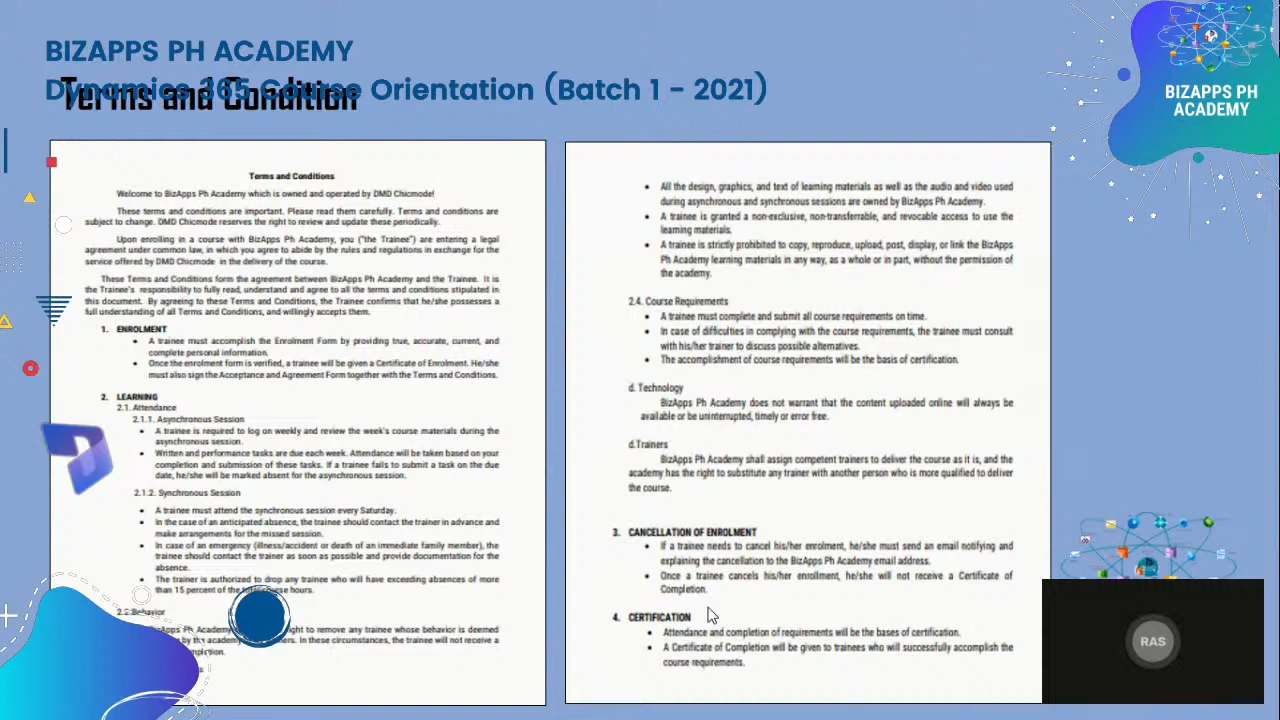 BIZAPPS PH ACADEMY
Dynamics 365 Course Orientation (Batch 1 - 2021)
Terms and Condition
BIZAPPS PH
ACADEMY
Terms and Conditions
Welcome to BizApps Ph Academy which is owned and operated by DMD Chicmode!
These terms and conditions are important. Please read them carefully. Terms and conditions are
subject to change. DMD Chicmode reserves the right to review and update these periodically.
Upon enrolling in a course with BizApps Ph Academy, you ("the Trainee") are entering a legal
agreement under common law, in which you agree to abide by the rules and regulations in exchange for the
service offered by DMD Chicmode in the delivery of the course.
These Terms and Conditions form the agreement between BizApps Ph Academy and the Trainee. It is
the Trainee's responsibility to fully read, understand and agree to all the terms and conditions stipulated in
this document. By agreeing to these Terms and Conditions, the Trainee confirms that he/she possesses a
full understanding of all Terms and Conditions, and willingly accepts them.
1. ENROLMENT
• A trainee must accomplish the Enrolment Form by providing true, accurate, current, and
complete personal information.
• Once the enrolment form is verified, a trainee will be given a Certificate of Enrolment. He/she
must also sign the Acceptance and Agreement Form together with the Terms and Conditions.
2. LEARNING
2.1. Attendance
2.1.1. Asynchronous Session
• A trainee is required to log on weekly and review the week's course materials during the
asynchronous session.
• Written and performance tasks are due each week. Attendance will be taken based on your
completion and submission of these tasks. If a trainee fails to submit a task on the due
date, he/she will be marked absent for the asynchronous session.
2.1.2. Synchronous Session
• A trainee must attend the synchronous session every Saturday.
• In the case of an anticipated absence, the trainee should contact the trainer in advance and
make arrangements for the missed session.
• In case of an emergency (illness/accident or death of an immediate family member), the
trainee should contact the trainer as soon as possible and provide documentation for the
absence.
• The trainer is authorized to drop any trainee who will have exceeding absences of more
than 15 percent of the total course hours.
2.2 Behavior
Apps Ph Academy right to remove any trainee whose behavior is deemed
by the academy In these circumstances, the trainee will not receive a
• All the design, graphics, and text of learning materials as well as the audio and video used
during asynchronous and synchronous sessions are owned by BizApps Ph Academy.
• A trainee is granted a non-exclusive, non-transferrable, and revocable access to use the
learning materials.
• A trainee is strictly prohibited to copy, reproduce, upload, post, display, or link the BizApps
Ph Academy learning materials in any way, as a whole or in part, without the permission of
the academy.
2.4. Course Requirements
• A trainee must complete and submit all course requirements on time.
• In case of difficulties in complying with the course requirements, the trainee must consult
with his/her trainer to discuss possible alternatives.
• The accomplishment of course requirements will be the basis of certification.
d. Technology
BizApps Ph Academy does not warrant that the content uploaded online will always be
available or be uninterrupted, timely or error free.
d.Trainers
BizApps Ph Academy shall assign competent trainers to deliver the course as it is, and the
academy has the right to substitute any trainer with another person who is more qualified to deliver
the course.
3. CANCELLATION OF ENROLMENT
• If a trainee needs to cancel his/her enrolment, he/she must send an email notifying and
explaining the cancellation to the BizApps Ph Academy email address.
• Once a trainee cancels his/her enrollment, he/she will not receive a Certificate of
Completion.
4. CERTIFICATION
• Attendance and completion of requirements will be the bases of certification.
• A Certificate of Completion will be given to trainees who will successfully accomplish the
course requirements.
RAS